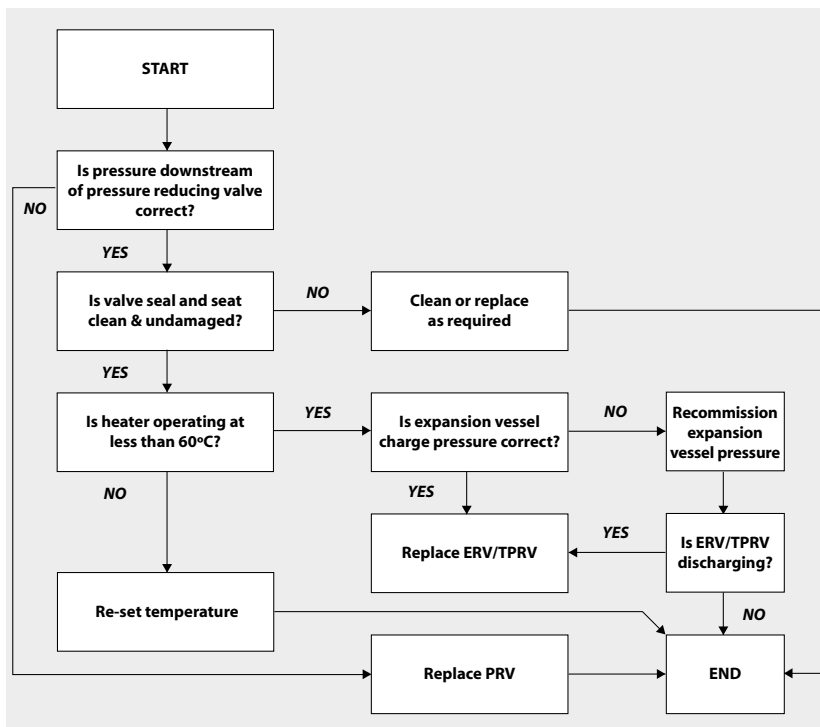 START
Is pressure downstream
of pressure reducing valve
correct?
NO
YES
Is valve seal and seat
clean & undamaged?
NO
Clean or replace
as required
YES
Is heater operating at
less than 60ºC?
YES
Is expansion vessel
charge pressure correct?
NO
Recommission
expansion
vessel pressure
NO
YES
Replace ERV/TPRV
YES
Is ERV/TPRV
discharging?
Re-set temperature
NO
Replace PRV
END